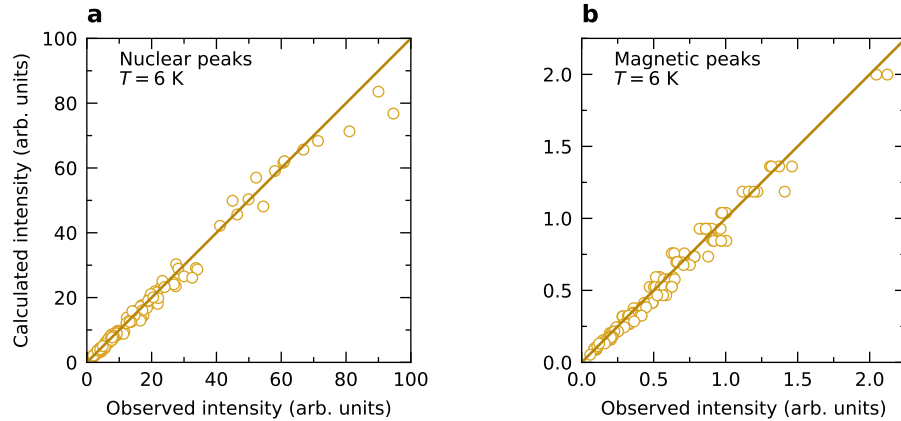 a
Nuclear peaks
T = 6 K
100
80
60
40
20
0
0 20 40 60 80 100
Calculated intensity (arb. units)
Observed intensity (arb. units)
b
Magnetic peaks
T = 6 K
2.0
1.5
1.0
0.5
0.0
0.0 0.5 1.0 1.5 2.0
Observed intensity (arb. units)